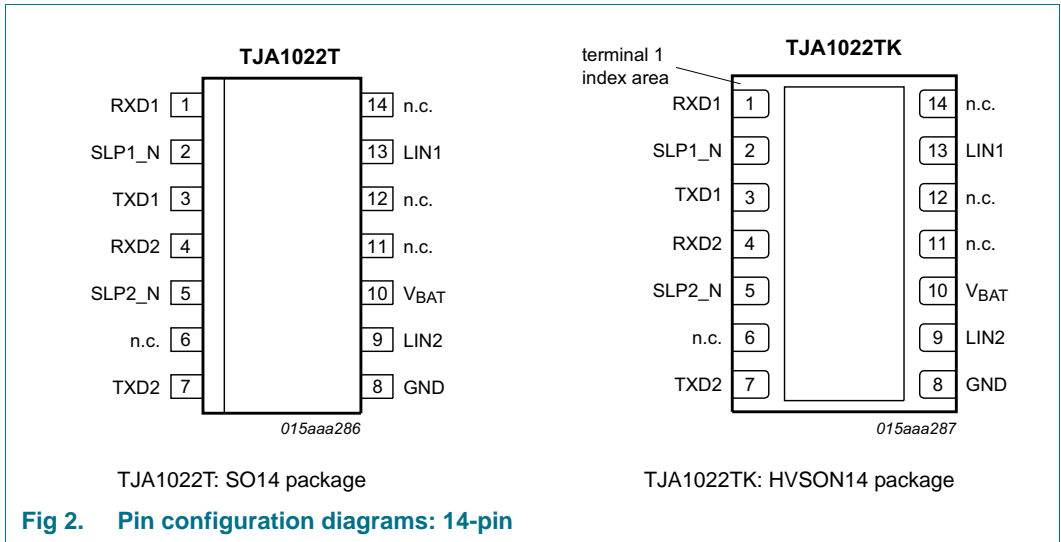 TJA1022T
RXD1 1
SLP1_N 2
TXD1 3
RXD2 4
SLP2_N 5
n.c. 6
TXD2 7
14 n.c.
13 LIN1
12 n.c.
11 n.c.
10 VBAT
9 LIN2
8 GND
015aaa286
TJA1022T: SO14 package
TJA1022TK
terminal 1
index area
RXD1 1
SLP1_N 2
TXD1 3
RXD2 4
SLP2_N 5
n.c. 6
TXD2 7
14 n.c.
13 LIN1
12 n.c.
11 n.c.
10 VBAT
9 LIN2
8 GND
015aaa287
TJA1022TK: HVSON14 package
Fig 2. Pin configuration diagrams: 14-pin